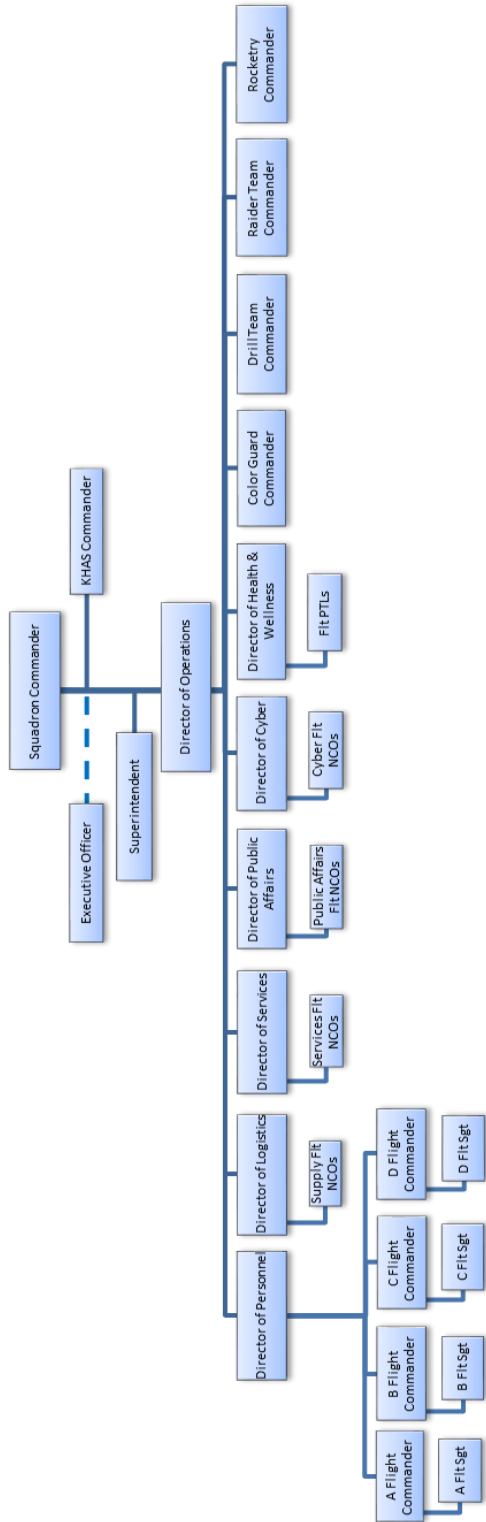 Squadron Commander
Executive Officer
KHAS Commander
Superintendent
Director of Operations
Director of Personnel
Director of Logistics
Director of Services
Director of Public
Affairs
Director of Cyber
Director of Health &
Wellness
Color Guard
Commander
Drill Team
Commander
Raider Team
Commander
Rocketry
Commander
Supply Flt
NCOs
Services Flt
NCOs
Public Affairs
Flt NCOs
Cyber Flt
NCOs
Flt PTLs
A Flight
Commander
B Flight
Commander
C Flight
Commander
D Flight
Commander
A Flt Sgt
B Flt Sgt
C Flt Sgt
D Flt Sgt